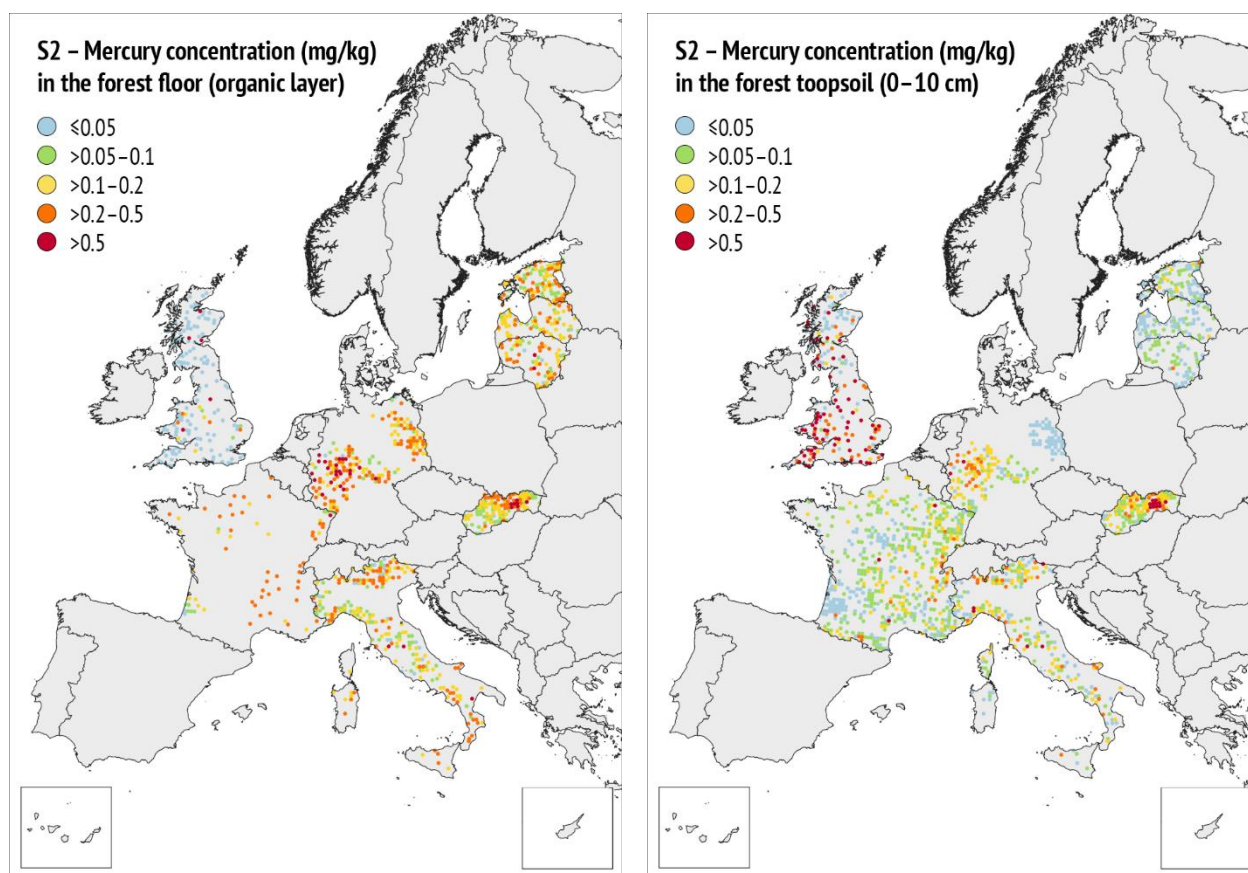 S2 – Mercury concentration (mg/kg)
in the forest floor (organic layer)
⩽0.05
>0.05–0.1
>0.1–0.2
>0.2–0.5
>0.5
S2 – Mercury concentration (mg/kg)
in the forest toopsoil (0–10 cm)
⩽0.05
>0.05–0.1
>0.1–0.2
>0.2–0.5
>0.5